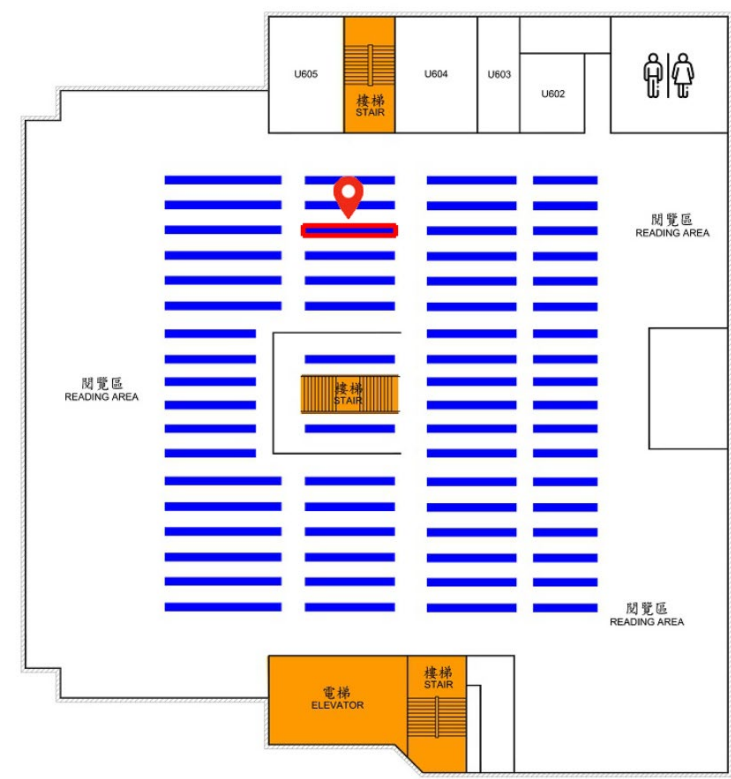 U605
樓梯
STAIR
U604
U603
U602
閱覽區
READING AREA
閱覽區
READING AREA
樓梯
STAIR
閱覽區
READING AREA
電梯
ELEVATOR
樓梯
STAIR